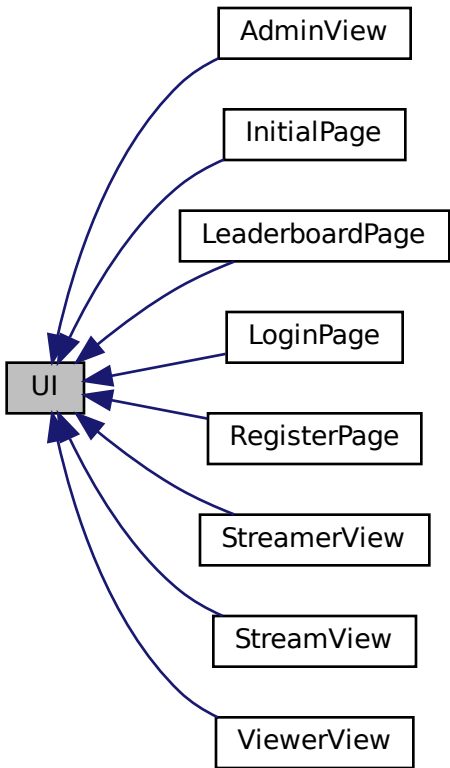 AdminView
InitialPage
LeaderboardPage
LoginPage
UI
RegisterPage
StreamerView
StreamView
ViewerView